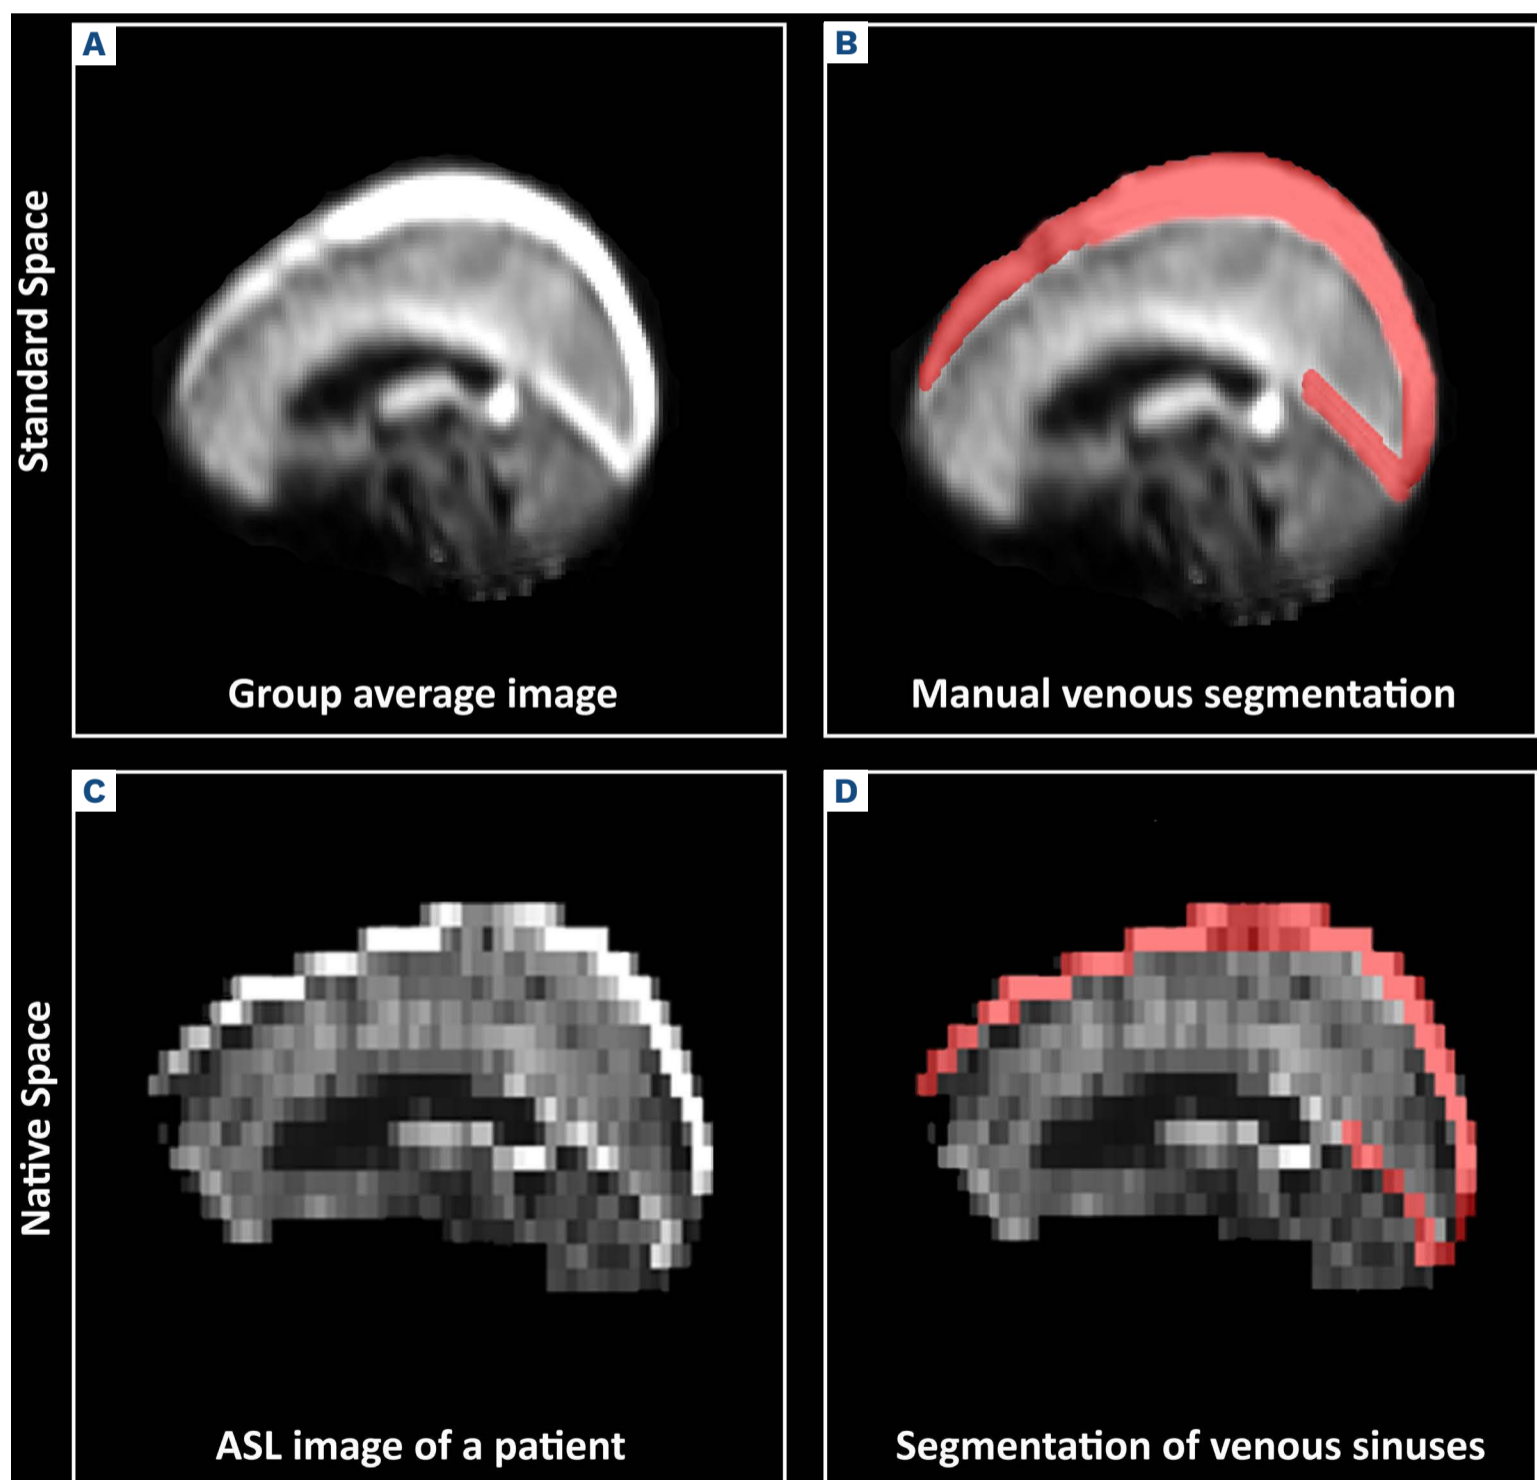 A
B
Standard Space
Group average image
Manual venous segmentation
C
D
Native Space
ASL image of a patient
Segmentation of venous sinuses